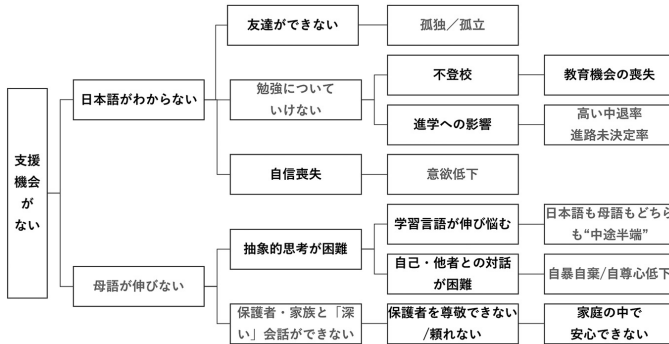 支援
機会
が
ない
日本語がわからない
友達ができない
孤独／孤立
勉強について
いけない
不登校
教育機会の喪失
進学への影響
高い中退率
進路未決定率
自信喪失
意欲低下
母語が伸びない
抽象的思考が困難
学習言語が伸び悩む
日本語も母語もどちら
も“中途半端”
自己・他者との対話
が困難
自暴自棄/自尊心低下
保護者・家族と「深
い」会話ができない
保護者を尊敬できない
/頼れない
家庭の中で
安心できない